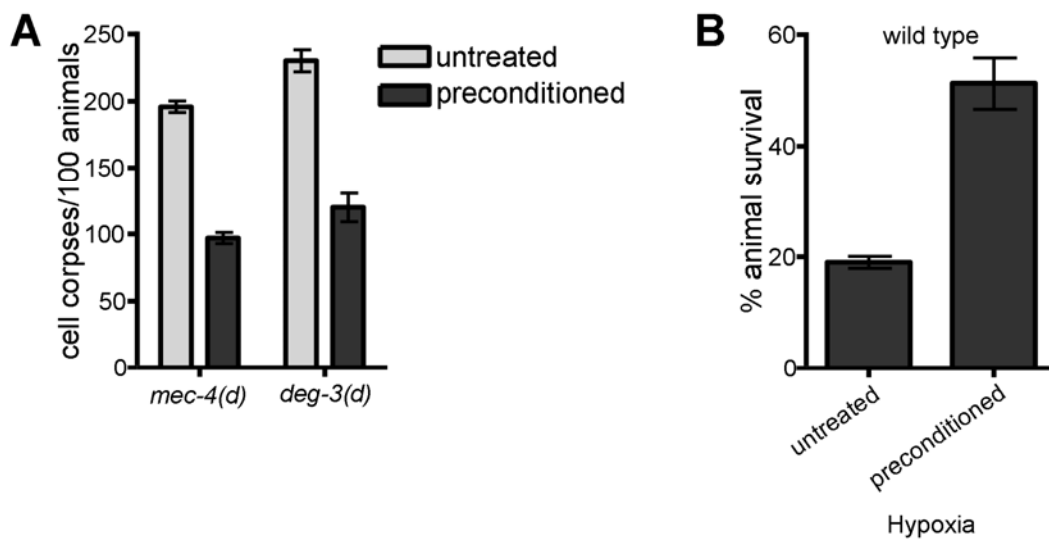 A
cell corpses/100 animals
250
200
150
100
50
0
mec-4(d)
deg-3(d)
untreated
preconditioned
B
wild type
% animal survival
60
40
20
0
untreated
preconditioned
Hypoxia